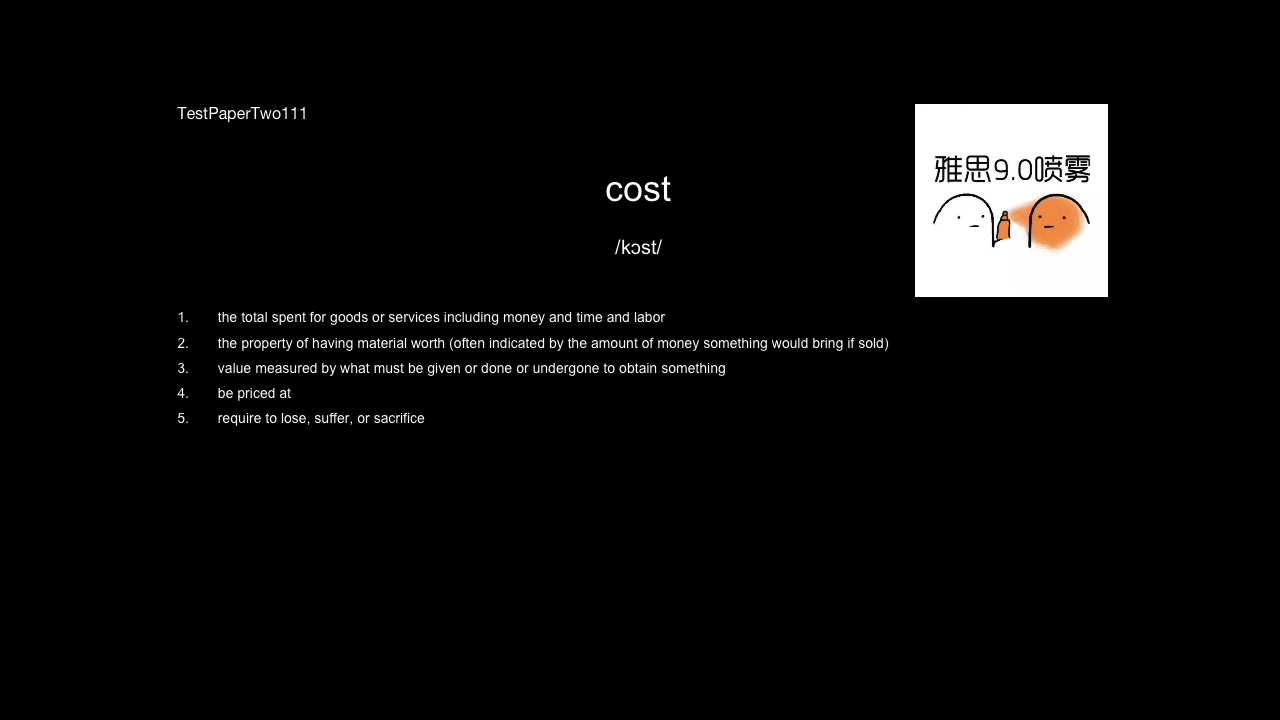 TestPaperTwo111
雅思9.0喷雾
cost
/kɔst/
1. the total spent for goods or services including money and time and labor
2. the property of having material worth (often indicated by the amount of money something would bring if sold)
3. value measured by what must be given or done or undergone to obtain something
4. be priced at
5. require to lose, suffer, or sacrifice